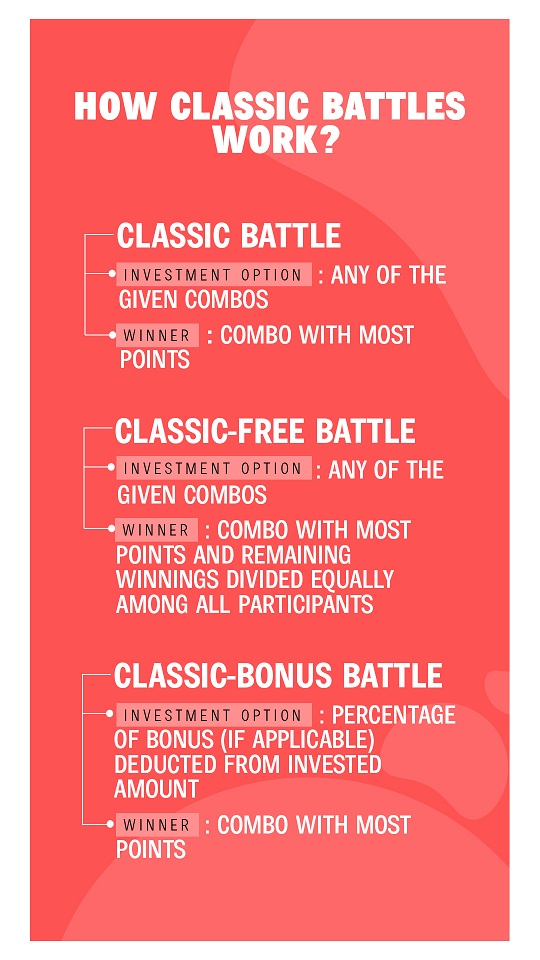 HOW CLASSIC BATTLES
WORK?
CLASSIC BATTLE
INVESTMENT OPTION : ANY OF THE
GIVEN COMBOS
WINNER : COMBO WITH MOST
POINTS
CLASSIC-FREE BATTLE
INVESTMENT OPTION : ANY OF THE
GIVEN COMBOS
WINNER : COMBO WITH MOST
POINTS AND REMAINING
WINNINGS DIVIDED EQUALLY
AMONG ALL PARTICIPANTS
CLASSIC-BONUS BATTLE
INVESTMENT OPTION : PERCENTAGE
OF BONUS (IF APPLICABLE)
DEDUCTED FROM INVESTED
AMOUNT
WINNER : COMBO WITH MOST
POINTS